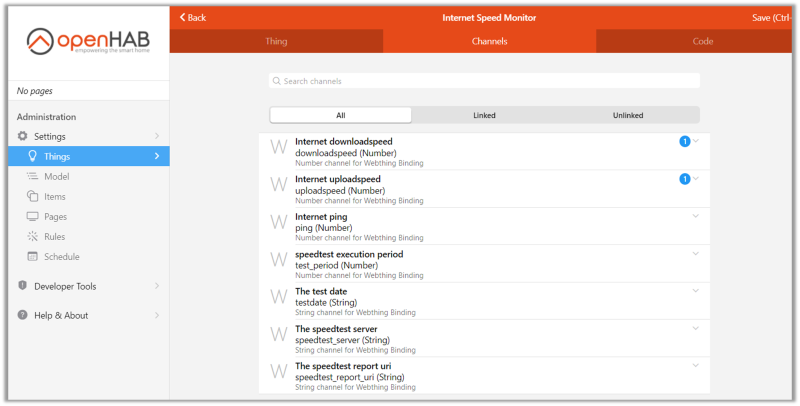 openHAB
empowering the smart home
No pages
Administration
Settings
Things
Model
Items
Pages
Rules
Schedule
Developer Tools
Help & About
Back
Internet Speed Monitor
Save (Ctrl-
Thing
Channels
Code
Search channels
All
Linked
Unlinked
W
Internet downloadspeed
1
downloadspeed (Number)
Number channel for Webthing Binding
W
Internet uploadspeed
1
uploadspeed (Number)
Number channel for Webthing Binding
W
Internet ping
ping (Number)
Number channel for Webthing Binding
W
speedtest execution period
test_period (Number)
Number channel for Webthing Binding
W
The test date
testdate (String)
String channel for Webthing Binding
W
The speedtest server
speedtest_server (String)
String channel for Webthing Binding
W
The speedtest report uri
speedtest_report_uri (String)
String channel for Webthing Binding